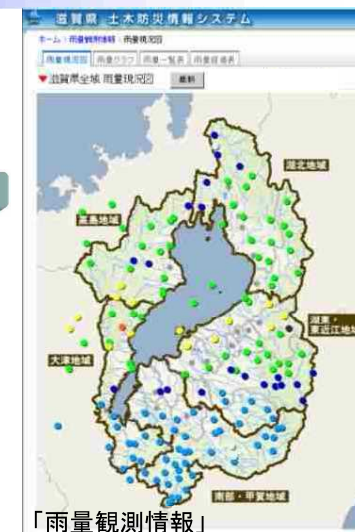 滋賀県 土木防災情報システム
ホーム : 雨量観測情報 : 雨量現況図
雨量現況図 雨量グラフ 雨量一覧表 雨量経過表
▼滋賀県全域 雨量現況図 最新
湖北地域
高島地域
湖東・
東近江地域
大津地域
南部・甲賀地域
「雨量観測情報」